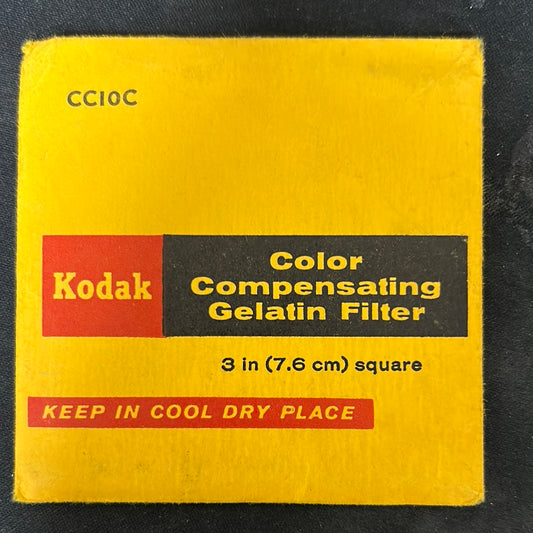 CC10C
Kodak
Color
Compensating
Gelatin Filter
3 in (7.6 cm) square
KEEP IN COOL DRY PLACE